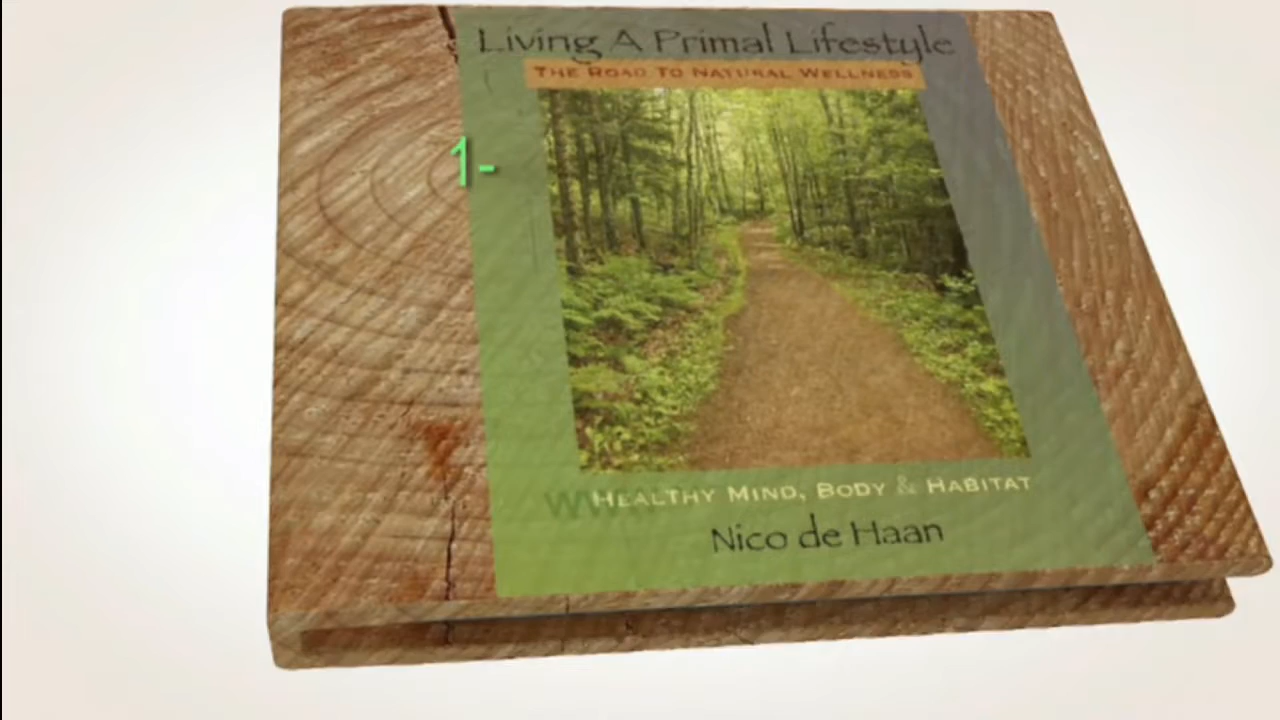 Living A Primal Lifestyle
THE ROAD TO NATURAL WELLNESS
1-
HEALTHY MIND, BODY & HABITAT
Nico de Haan